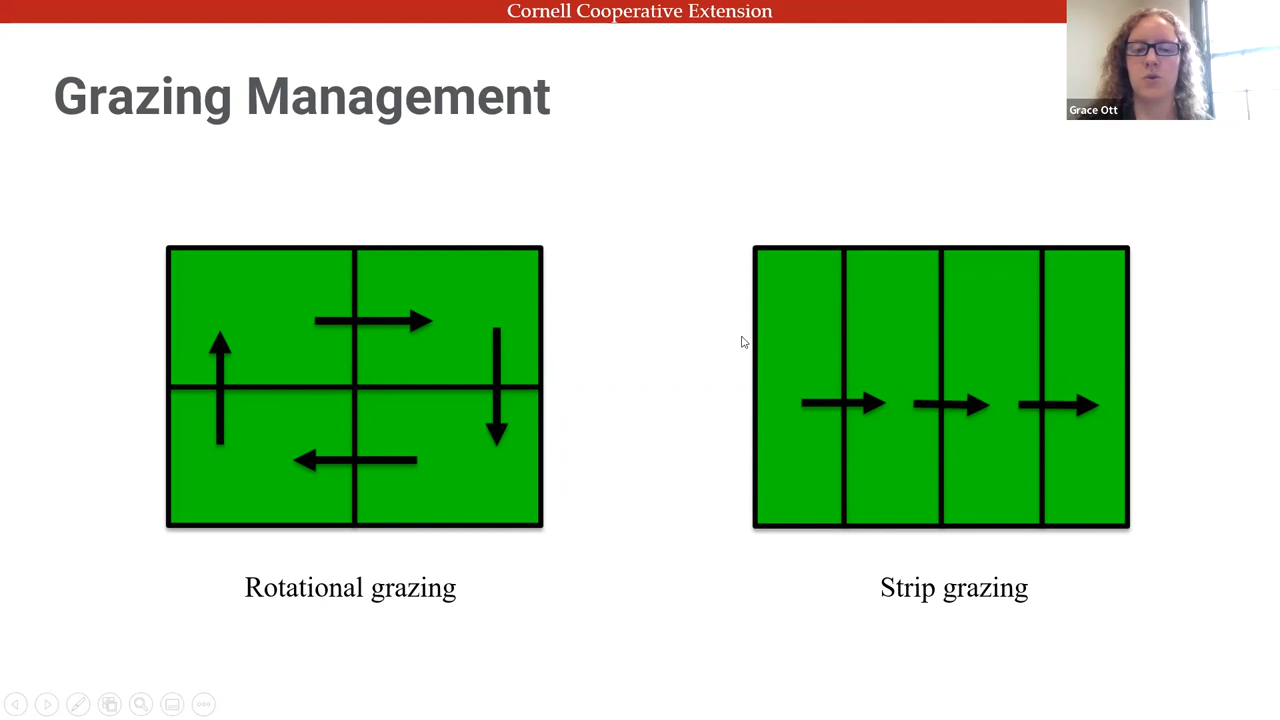 Cornell Cooperative Extension
Grace Ott
Grazing Management
Rotational grazing
Strip grazing